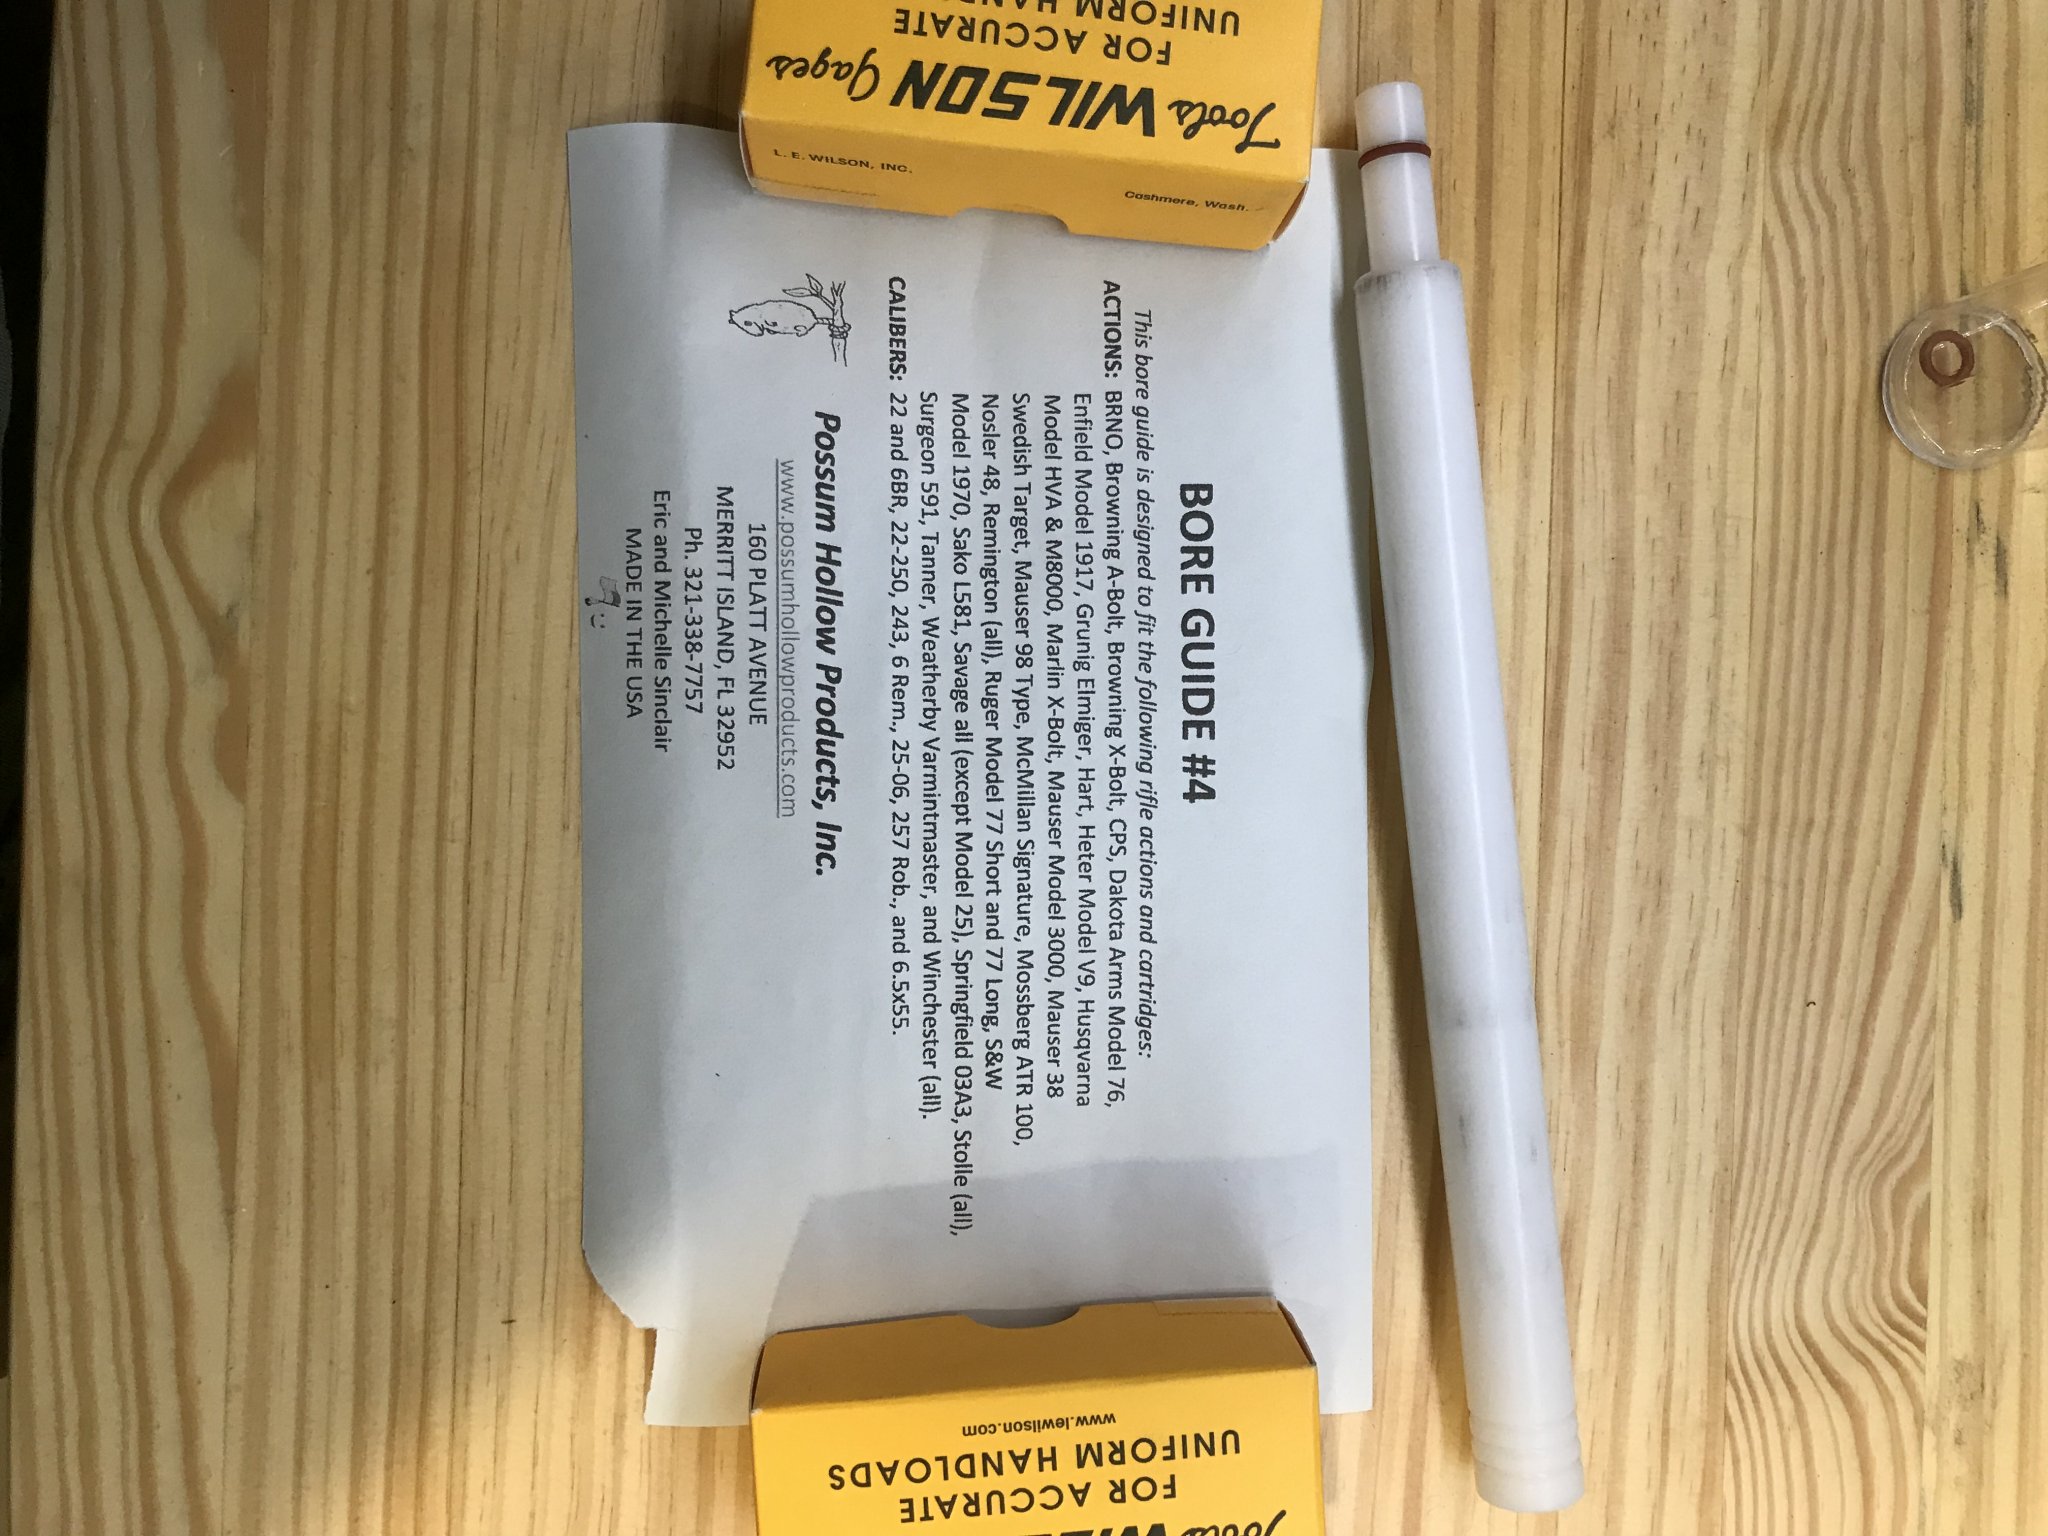 BORE GUIDE #4
This bore guide is designed to fit the following rifle actions and cartridges:
ACTIONS: BRNO, Browning A-Bolt, Browning X-Bolt, CPS, Dakota Arms Model 76,
Enfield Model 1917, Grunig Elmiger, Hart, Heter Model V9, Husqvarna
Model HVA & M8000, Marlin X-Bolt, Mauser Model 3000, Mauser 38
Swedish Target, Mauser 98 Type, McMillan Signature, Mossberg ATR 100,
Nosler 48, Remington (all), Ruger Model 77 Short and 77 Long, S&W
Model 1970, Sako L581, Savage all (except Model 25), Springfield 03A3, Stolle (all),
Surgeon 591, Tanner, Weatherby Varmintmaster, and Winchester (all).
CALIBERS: 22 and 6BR, 22-250, 243, 6 Rem., 25-06, 257 Rob., and 6.5x55.
Possum Hollow Products, Inc.
www.possumhollowproducts.com
160 PLATT AVENUE
MERRITT ISLAND, FL 32952
Ph. 321-338-7757
Eric and Michelle Sinclair
MADE IN THE USA
Tools WILSON Gages
FOR ACCURATE
UNIFORM
L. E. WILSON, INC.
Cashmere, Wash.
Tools
FOR ACCURATE
UNIFORM HANDLOADS
www.lewilson.com